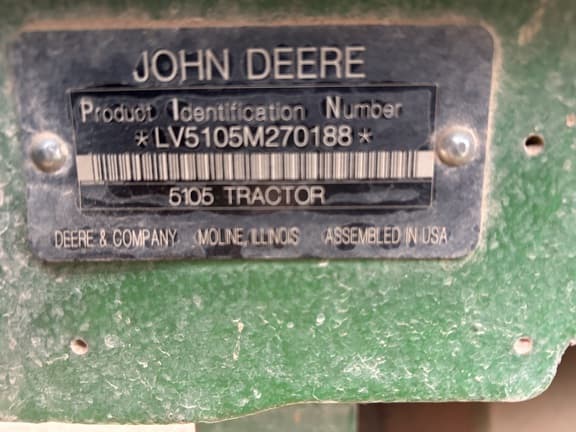 JOHN DEERE
Product Identification Number
*LV5105M270188*
5105 TRACTOR
DEERE & COMPANY MOLINE, ILLINOIS ASSEMBLED IN USA